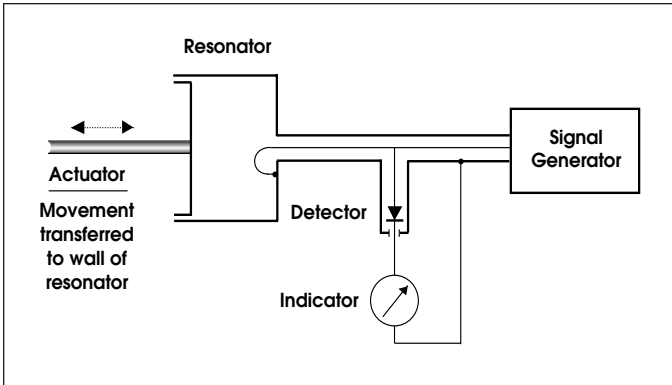 Resonator
Signal
Generator
Actuator
Movement
transferred
to wall of
resonator
Detector
Indicator